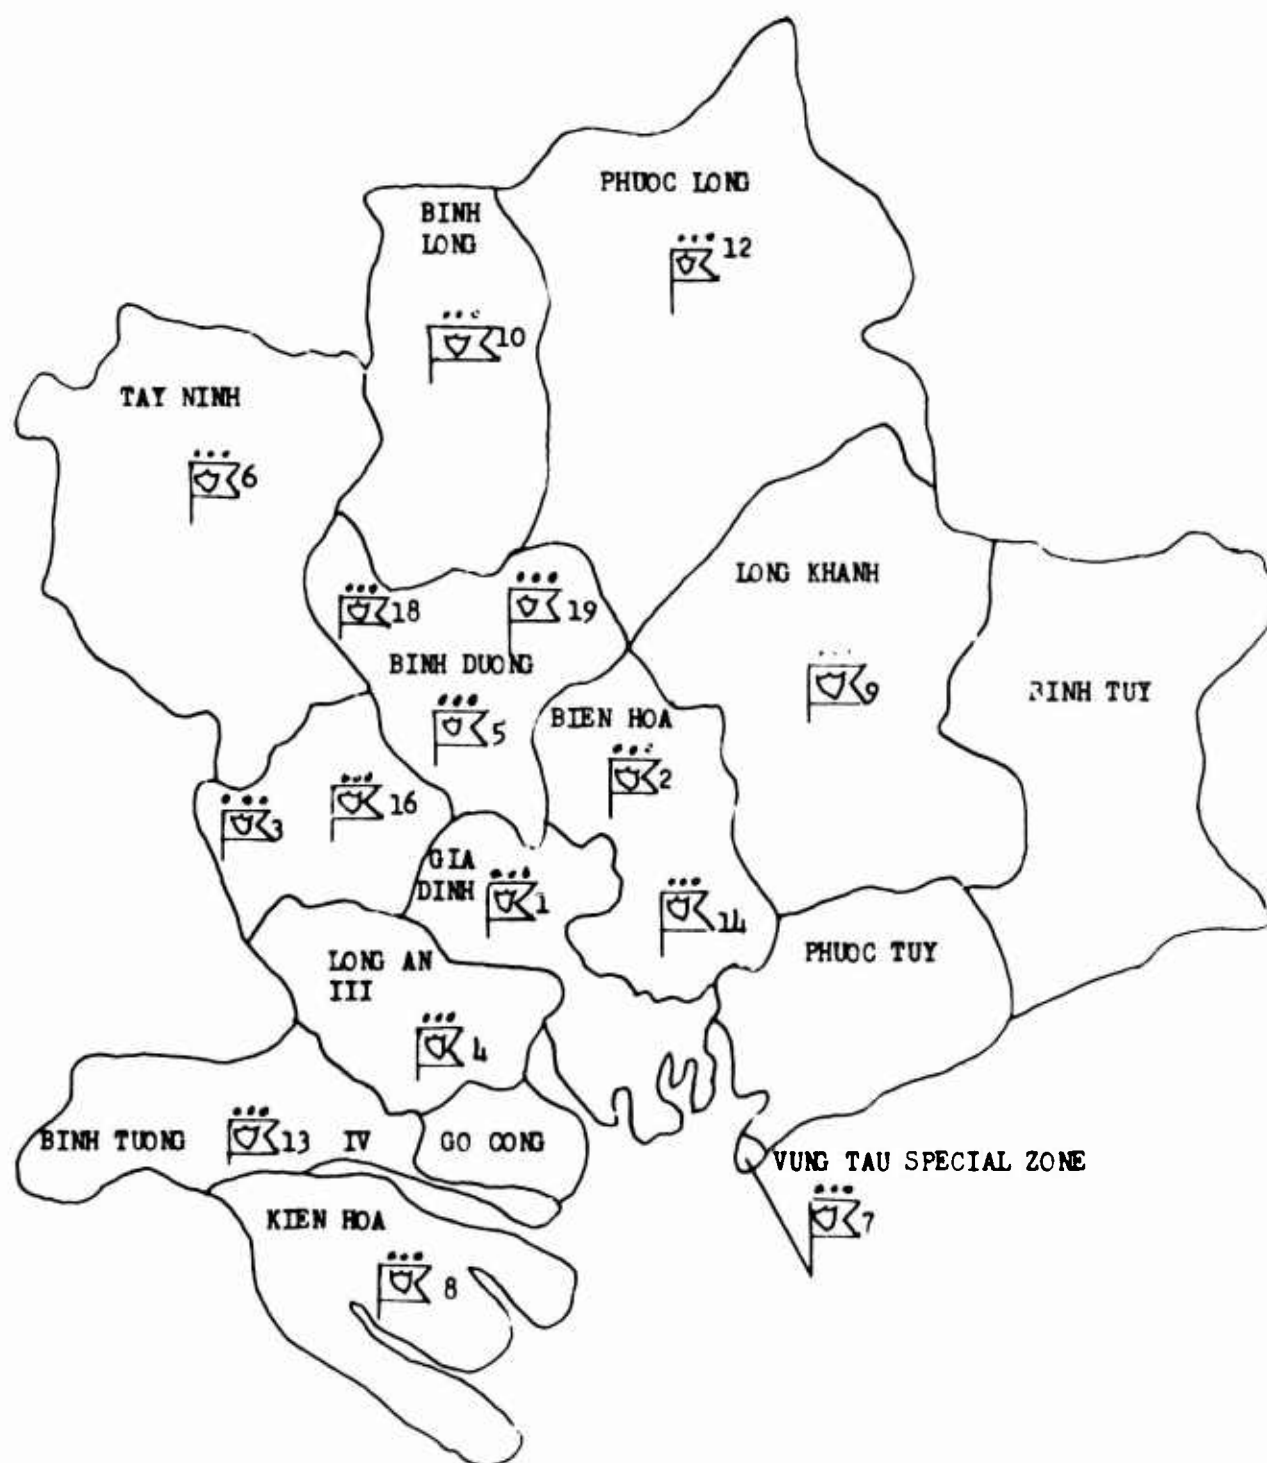 PHUOC LONG
12
BINH
LONG
10
TAY NINH
6
LONG KHANH
9
18
19
BINH DUONG
5
BINH TUY
BIEN HOA
2
3
16
GIA
DINH
1
14
LONG AN
III
4
PHUOC TUY
BINH TUONG
13
IV
GO CONG
VUNG TAU SPECIAL ZONE
7
KIEN HOA
8